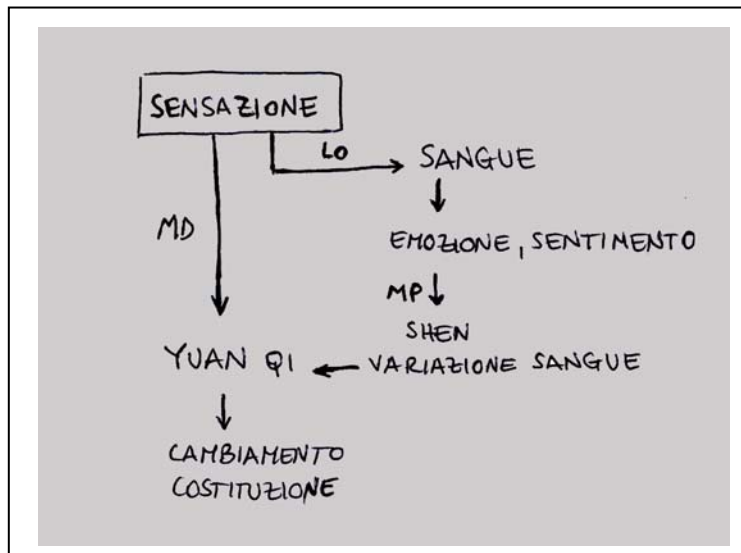 SENSAZIONE
LO
SANGUE
MD
EMOZIONE, SENTIMENTO
MP
SHEN
YUAN QI
VARIAZIONE SANGUE
CAMBIAMENTO
COSTITUZIONE